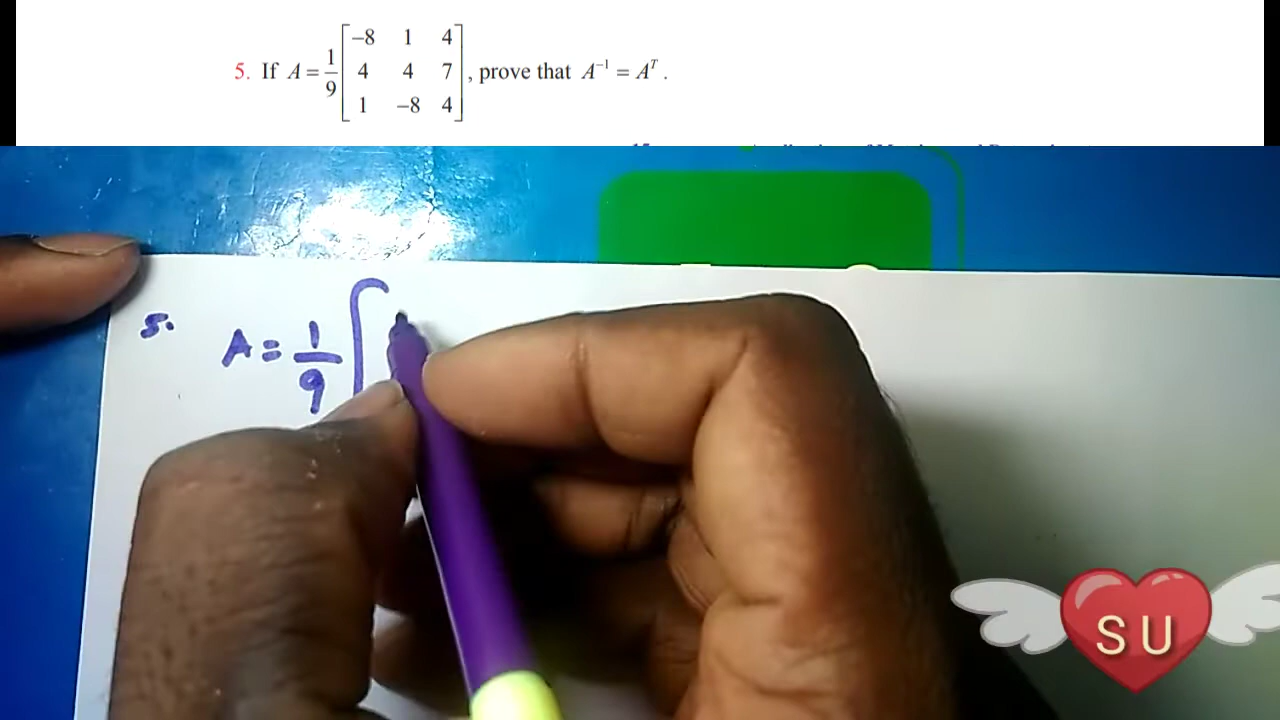 5. If A = 1/9 [ -8 1 4
4 4 7
1 -8 4 ], prove that A⁻¹ = Aᵀ.
5. A = 1/9 [
S U